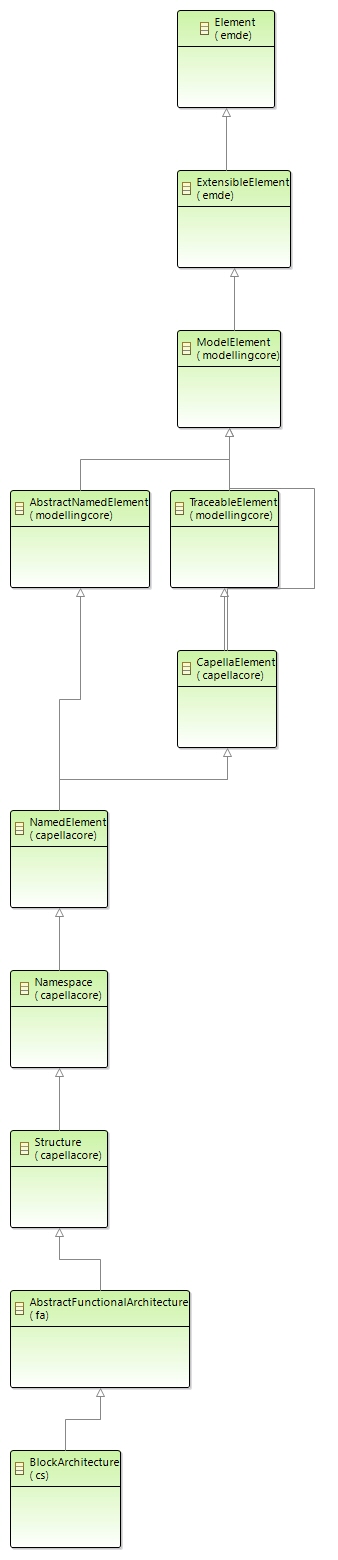 Element
( emde)
ExtensibleElement
( emde)
ModelElement
( modellingcore)
AbstractNamedElement
( modellingcore)
TraceableElement
( modellingcore)
CapellaElement
( capellacore)
NamedElement
( capellacore)
Namespace
( capellacore)
Structure
( capellacore)
AbstractFunctionalArchitecture
( fa)
BlockArchitecture
( cs)